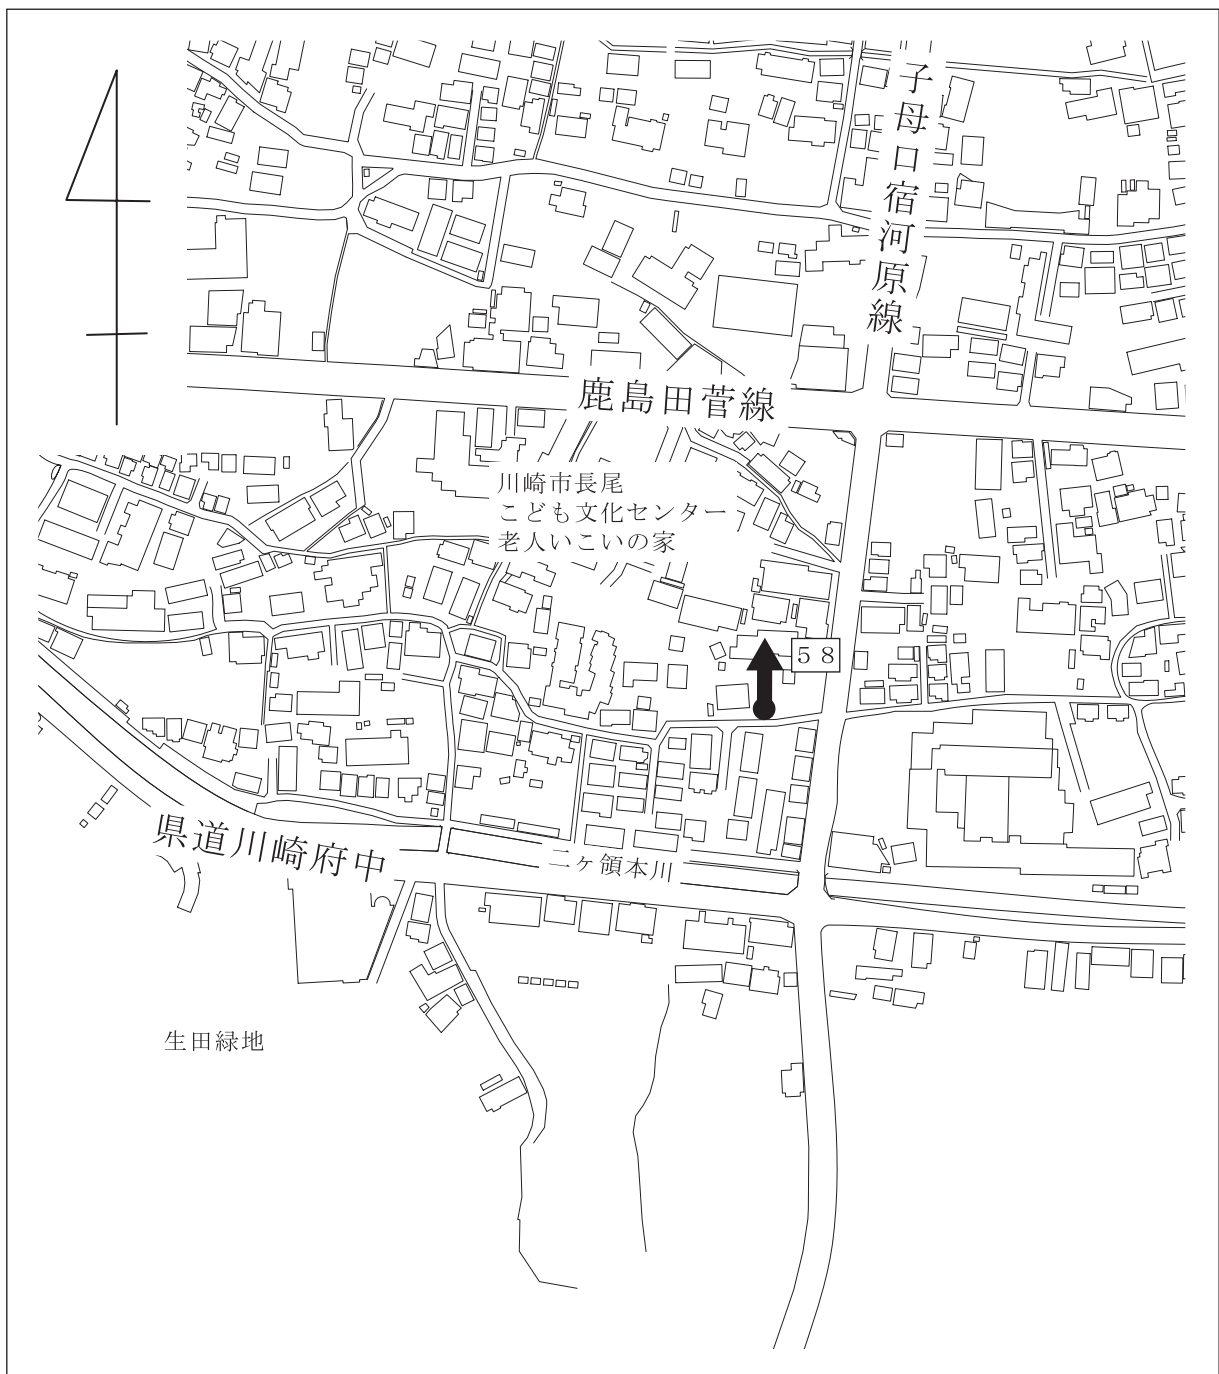 子母口宿河原線
鹿島田菅線
川崎市長尾
こども文化センター
老人いこいの家
５８
県道川崎府中
二ヶ領本川
生田緑地